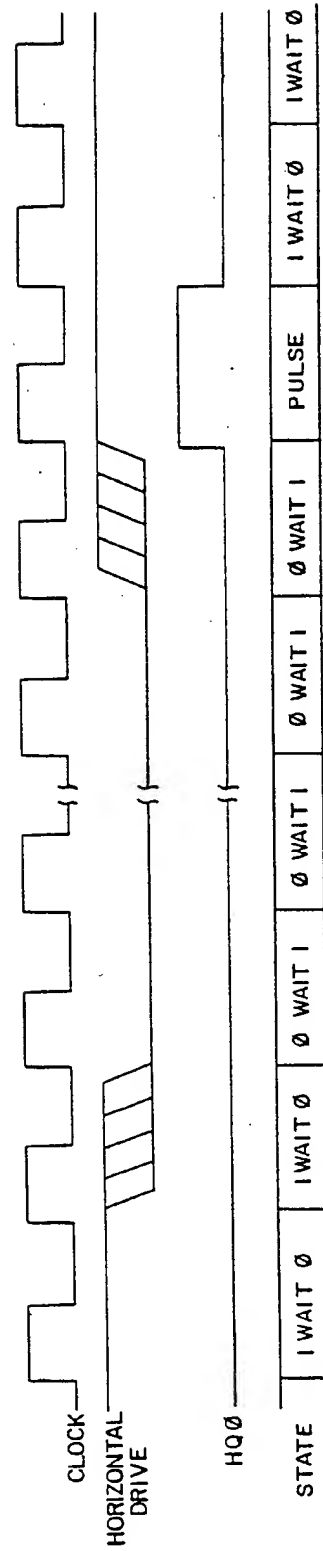 CLOCK
HORIZONTAL
DRIVE
HQØ
STATE
I WAIT Ø
I WAIT Ø
Ø WAIT I
Ø WAIT I
Ø WAIT I
Ø WAIT I
PULSE
I WAIT Ø
I WAIT Ø